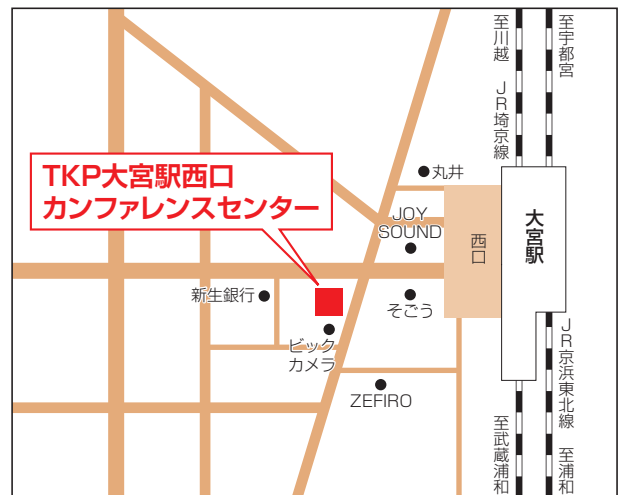 至川越
JR埼京線
至宇都宮
丸井
TKP大宮駅西口
カンファレンスセンター
JOY
SOUND
西口
大宮駅
新生銀行
そごう
ビック
カメラ
ZEFIRO
JR京浜東北線
至武蔵浦和
至浦和